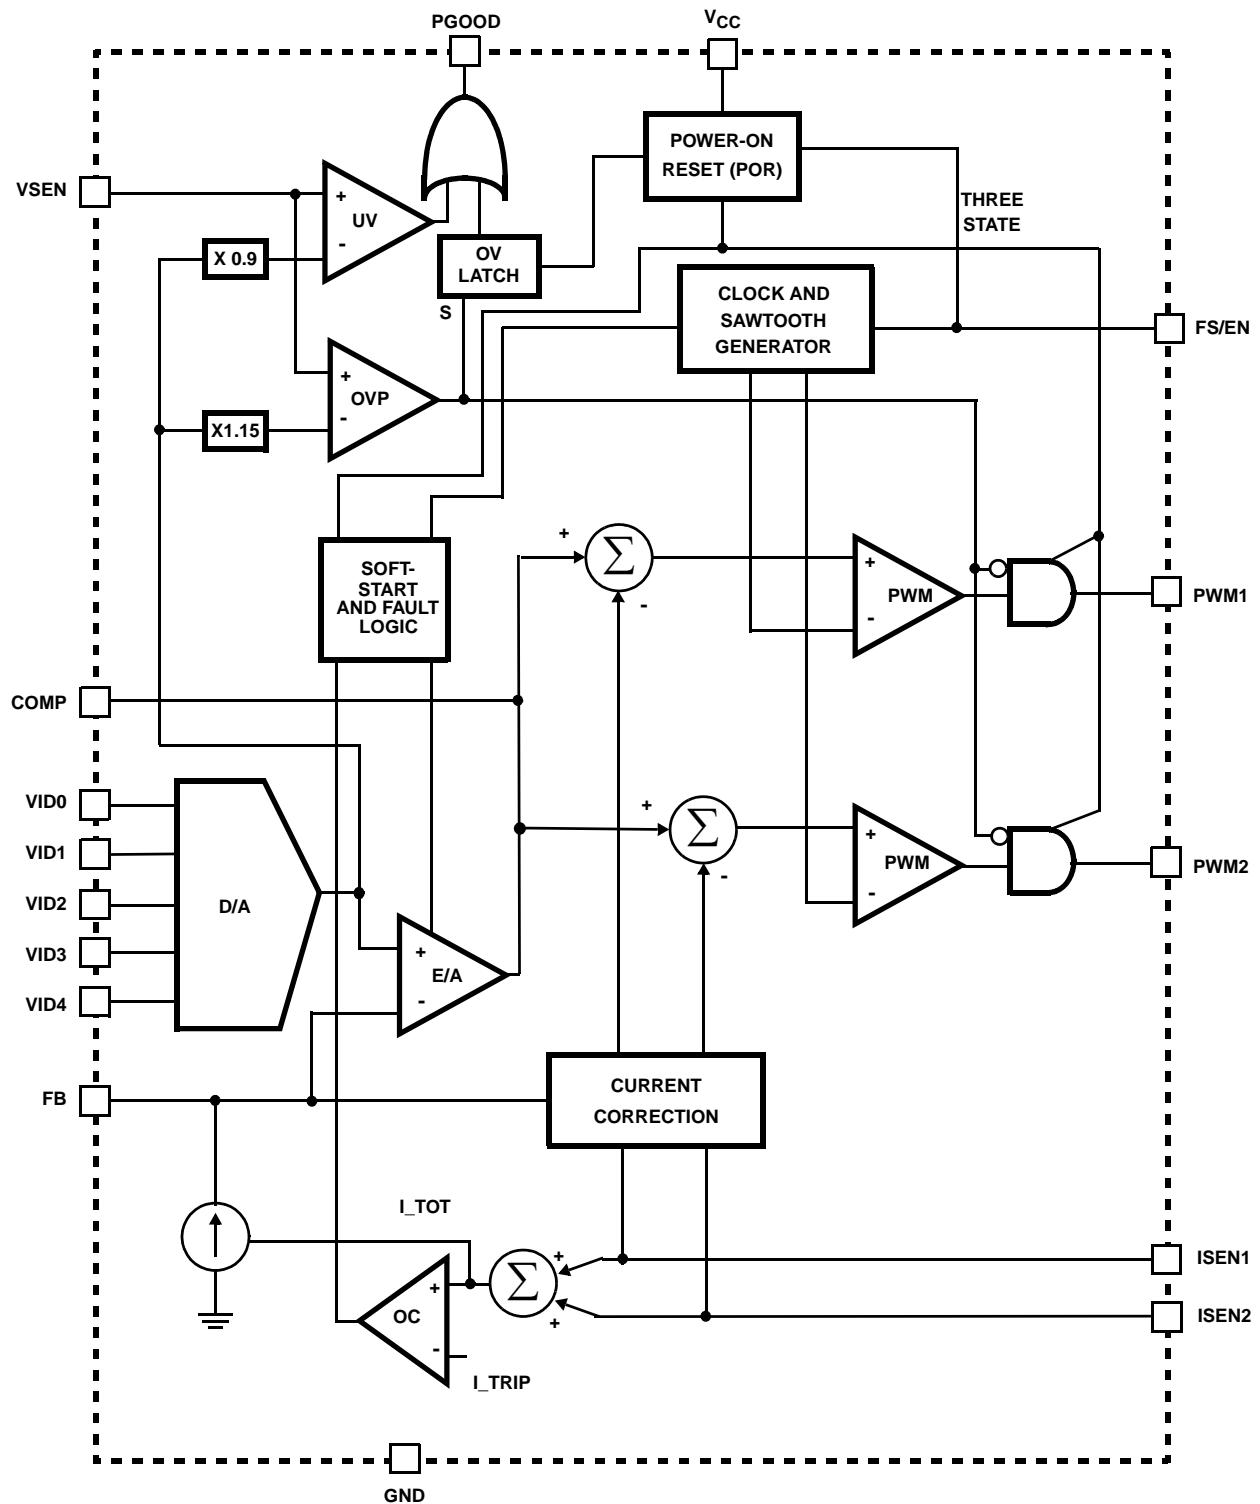 PGOOD
VCC
POWER-ON
RESET (POR)
VSEN
+
UV
-
THREE
STATE
X 0.9
OV
LATCH
S
CLOCK AND
SAWTOOTH
GENERATOR
FS/EN
+
OVP
-
X1.15
SOFT-
START
AND FAULT
LOGIC
+
Σ
-
+
PWM
-
PWM1
COMP
VID0
VID1
VID2
VID3
VID4
D/A
+
Σ
-
+
PWM
-
PWM2
+
E/A
-
FB
CURRENT
CORRECTION
I_TOT
+
Σ
+
+
OC
-
I_TRIP
ISEN1
ISEN2
GND